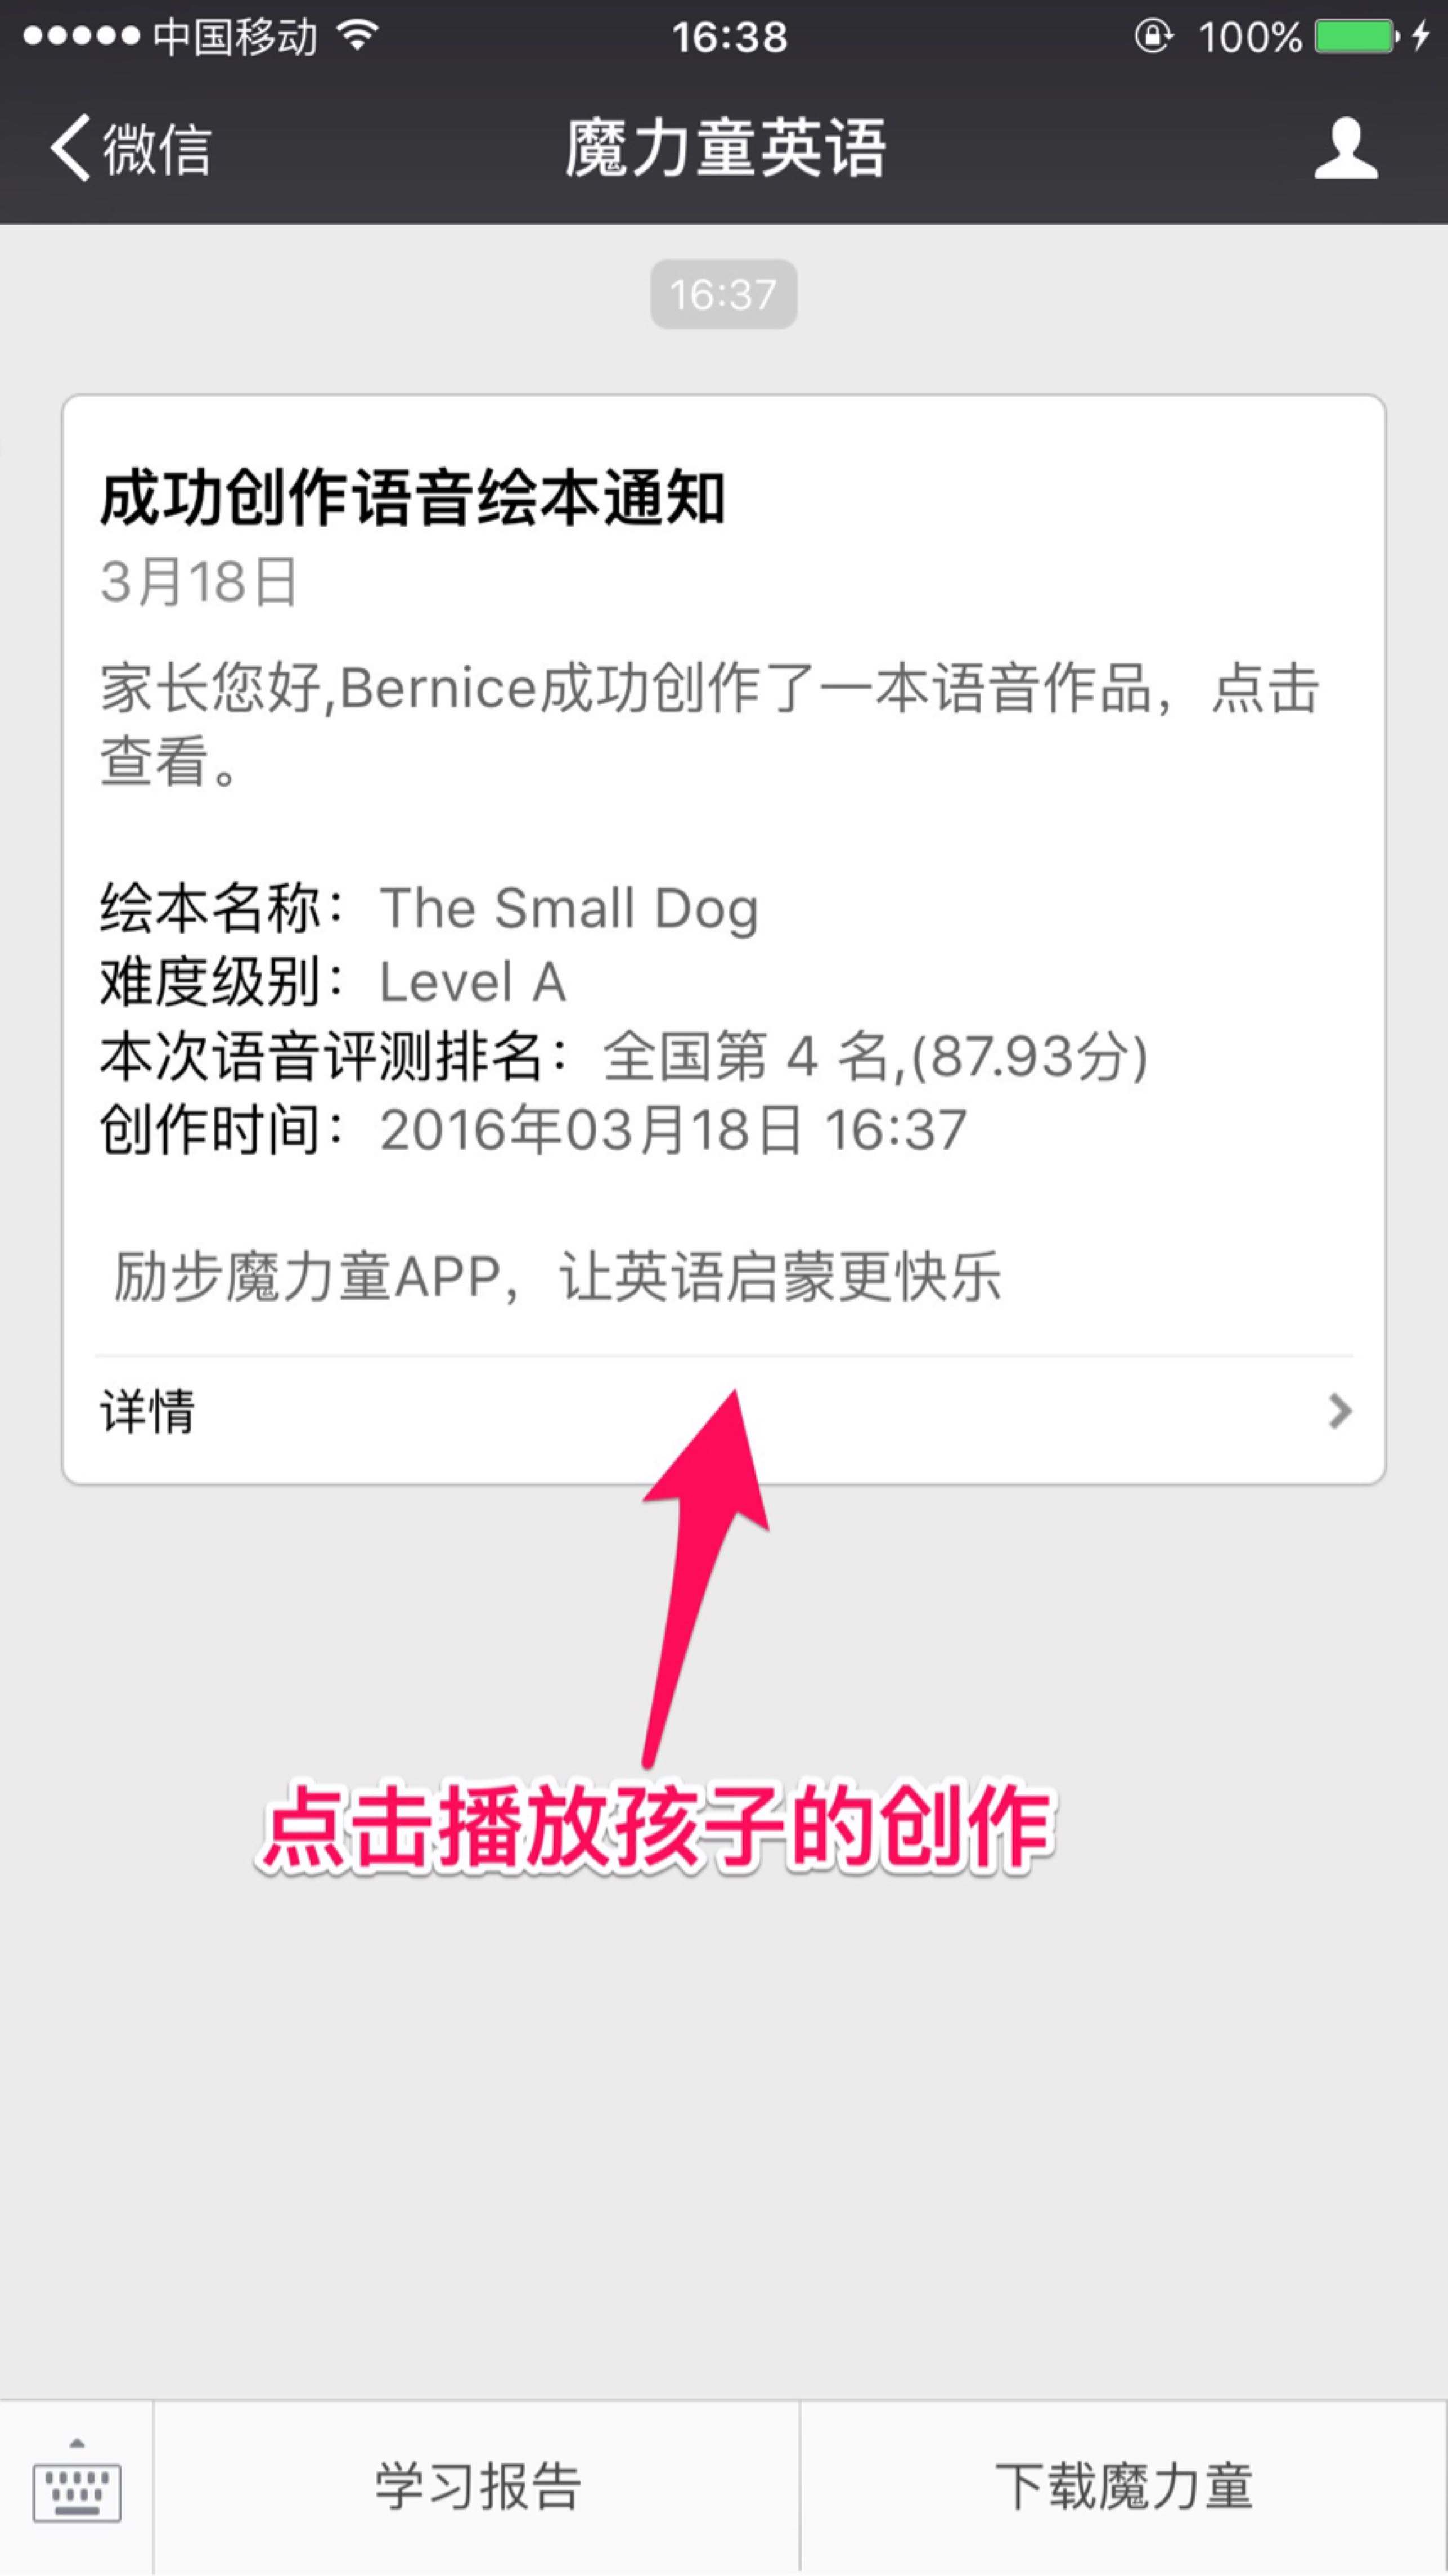 中国移动
16:38
100%
微信
魔力童英语
16:37
成功创作语音绘本通知
3月18日
家长您好,Bernice成功创作了一本语音作品，点击
查看。
绘本名称：The Small Dog
难度级别：Level A
本次语音评测排名：全国第 4 名,(87.93分)
创作时间：2016年03月18日 16:37
励步魔力童APP，让英语启蒙更快乐
详情
点击播放孩子的创作
学习报告
下载魔力童